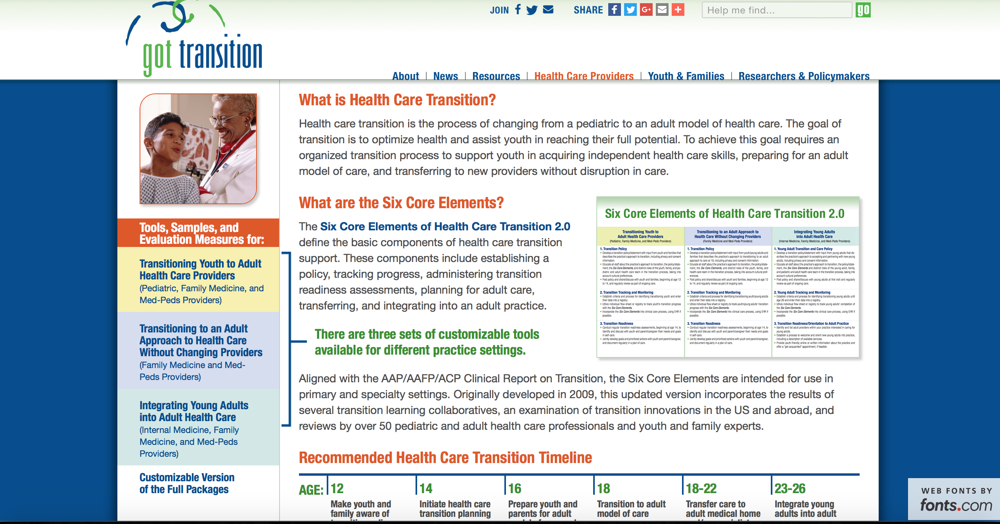 JOIN
SHARE
Help me find...
go
got transition
About | News | Resources | Health Care Providers | Youth & Families | Researchers & Policymakers
Tools, Samples, and
Evaluation Measures for:
Transitioning Youth to Adult
Health Care Providers
(Pediatric, Family Medicine, and
Med-Peds Providers)
Transitioning to an Adult
Approach to Health Care
Without Changing Providers
(Family Medicine and Med-
Peds Providers)
Integrating Young Adults
into Adult Health Care
(Internal Medicine, Family
Medicine, and Med-Peds
Providers)
Customizable Version
of the Full Packages
What is Health Care Transition?
Health care transition is the process of changing from a pediatric to an adult model of health care. The goal of
transition is to optimize health and assist youth in reaching their full potential. To achieve this goal requires an
organized transition process to support youth in acquiring independent health care skills, preparing for an adult
model of care, and transferring to new providers without disruption in care.
What are the Six Core Elements?
The Six Core Elements of Health Care Transition 2.0
define the basic components of health care transition
support. These components include establishing a
policy, tracking progress, administering transition
readiness assessments, planning for adult care,
transferring, and integrating into an adult practice.
There are three sets of customizable tools
available for different practice settings.
Six Core Elements of Health Care Transition 2.0
Transitioning Youth to
Adult Health Care Providers
(Pediatric, Family Medicine, and Med-Peds Providers)
1. Transition Policy
• Develop a transition policy/statement with input from youth and families that
describes the practice's approach to transition, including privacy and consent
information.
• Educate all staff about the practice's approach to transition, the policy/state-
ment, the Six Core Elements, and distinct roles of the youth, family, and pe-
diatric and adult health care team in the transition process, taking into
account cultural preferences.
• Post policy and share/discuss with youth and families, beginning at age 12
to 14, and regularly review as part of ongoing care.
2. Transition Tracking and Monitoring
• Establish criteria and process for identifying transitioning youth and enter
their data into a registry.
• Utilize individual flow sheet or registry to track youth's transition progress
with the Six Core Elements.
• Incorporate the Six Core Elements into clinical care process, using EHR if
possible.
3. Transition Readiness
• Conduct regular transition readiness assessments, beginning at age 14, to
identify and discuss with youth and parent/caregiver their needs and goals
in self-care.
• Jointly develop goals and prioritized actions with youth and parent/caregiver,
and document regularly in a plan of care.
Transitioning to an Adult Approach to
Health Care Without Changing Providers
(Family Medicine and Med-Peds Providers)
1. Transition Policy
• Develop a transition policy/statement with input from youth/young adults and
families that describes the practice's approach to transitioning to an adult
approach to care at 18, including privacy and consent information.
• Educate all staff about the practice's approach to transition, the policy/state-
ment, the Six Core Elements, and distinct roles of the youth, family, and
health care team in the transition process, taking into account cultural pref-
erences.
• Post policy and share/discuss with youth and families, beginning at age 12
to 14, and regularly review as part of ongoing care.
2. Transition Tracking and Monitoring
• Establish criteria and process for identifying transitioning youth/young adults
and enter their data into a registry.
• Utilize individual flow sheet or registry to track youth/young adults' transition
progress with the Six Core Elements.
• Incorporate the Six Core Elements into clinical care process, using EHR if
possible.
3. Transition Readiness
• Conduct regular transition readiness assessments, beginning at age 14, to
identify and discuss with youth and parent/caregiver their needs and goals
in self-care.
• Jointly develop goals and prioritized actions with youth and parent/caregiver,
and document regularly in a plan of care.
Integrating Young Adults
into Adult Health Care
(Internal Medicine, Family Medicine, and Med-Peds Providers)
1. Young Adult Transition and Care Policy
• Develop a transition policy/statement with input from young adults that de-
scribes the practice's approach to accepting and partnering with new young
adults, including privacy and consent information.
• Educate all staff about the practice's approach to transition, the policy/state-
ment, the Six Core Elements and distinct roles of the young adult, family,
and pediatric and adult health care team in the transition process, taking into
account cultural preferences.
• Post policy and share/discuss with young adults at first visit and regularly
review as part of ongoing care.
2. Young Adult Tracking and Monitoring
• Establish criteria and process for identifying transitioning young adults until
age 26 and enter their data into a registry.
• Utilize individual flow sheet or registry to track young adults' completion of
the Six Core Elements.
• Incorporate the Six Core Elements into clinical care process, using EHR if
possible.
3. Transition Readiness/Orientation to Adult Practice
• Identify and list adult providers within your practice interested in caring for
young adults.
• Establish a process to welcome and orient new young adults into practice,
including a description of available services.
• Provide youth-friendly online or written information about the practice and
offer a "get-acquainted" appointment, if feasible.
Aligned with the AAP/AAFP/ACP Clinical Report on Transition, the Six Core Elements are intended for use in
primary and specialty settings. Originally developed in 2009, this updated version incorporates the results of
several transition learning collaboratives, an examination of transition innovations in the US and abroad, and
reviews by over 50 pediatric and adult health care professionals and youth and family experts.
Recommended Health Care Transition Timeline
AGE: 12 14 16 18 18-22 23-26
Make youth and
family aware of
Initiate health care
transition planning
Prepare youth and
parents for adult
Transition to adult
model of care
Transfer care to
adult medical home
Integrate young
adults into adult
WEB FONTS BY
fonts.com